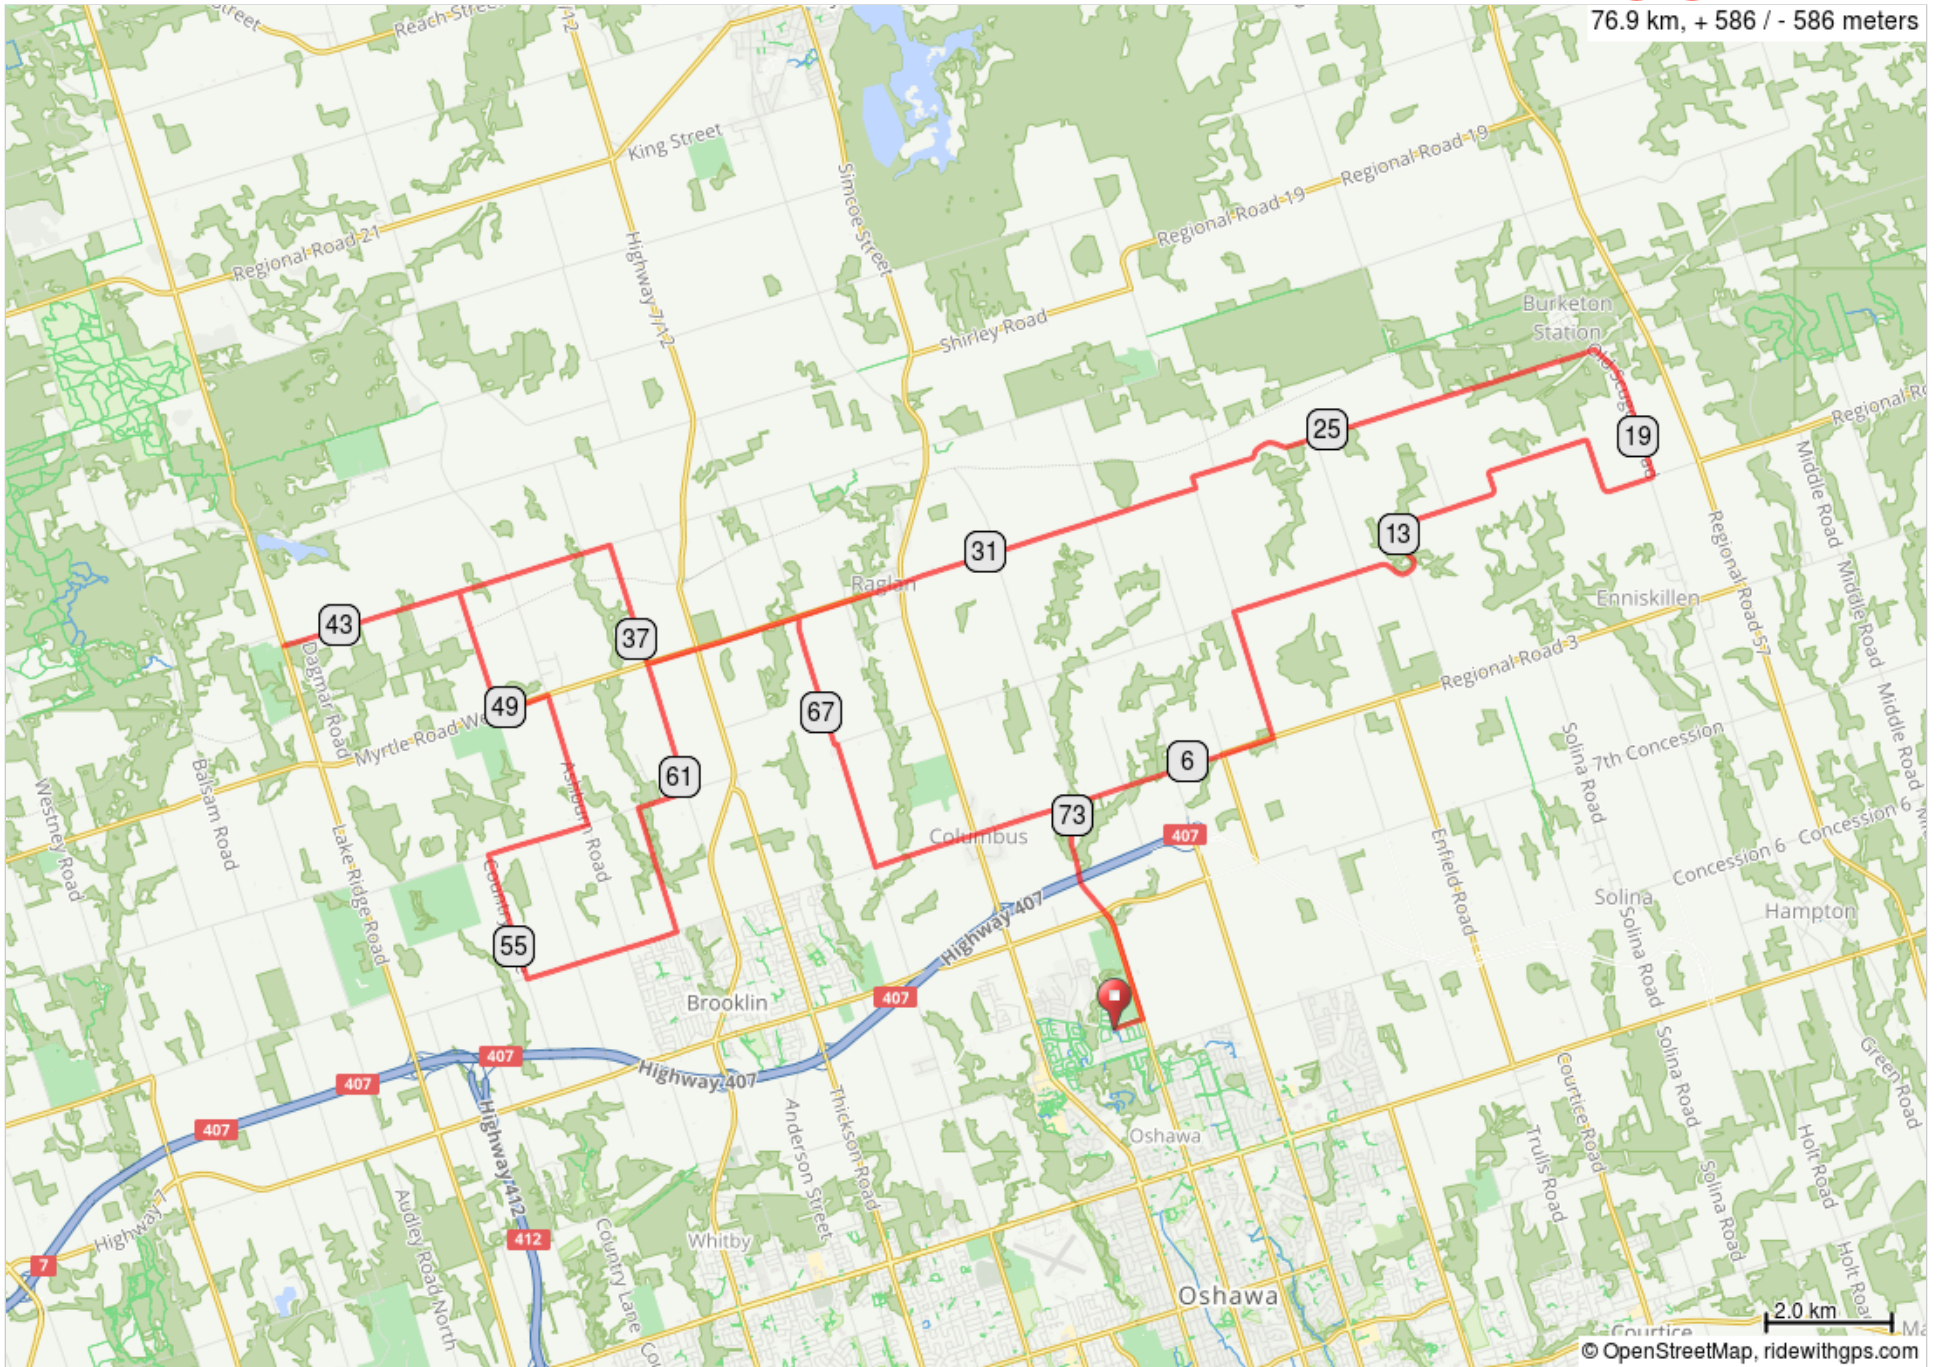 76.9 km, + 586 / - 586 meters
Street
Reach Street
7/12
King Street
Simcoe Street
Regional Road 19
Regional Road 19
Regional Road 21
Highway 7/12
Shirley Road
Burketon
Station
25
19
13
31
Raglan
Enniskillen
Middle Road
Middle Road
Middle Road
Regional Road 57
43
37
Dagmar Road
49
67
Regional Road 3
Myrtle Road
61
6
Solina Road
7th Concession
Westney Road
Balsam Road
Lake Ridge Road
Ashburn Road
73
Columbus
407
Enfield Road
Concession 6
Concession 6
55
Highway 407
Solina
Solina Road
Hampton
Brooklin
407
407
407
407
Highway 407
Highway 412
Anderson Street
Thickson Road
Oshawa
Courtice Road
Solina Road
Green Road
Trulls Road
Solina Road
Holt Road
Highway 7
Audley Road North
Country Lane
412
Whitby
7
Oshawa
Holt Road
2.0 km
Courtice
© OpenStreetMap, ridewithgps.com